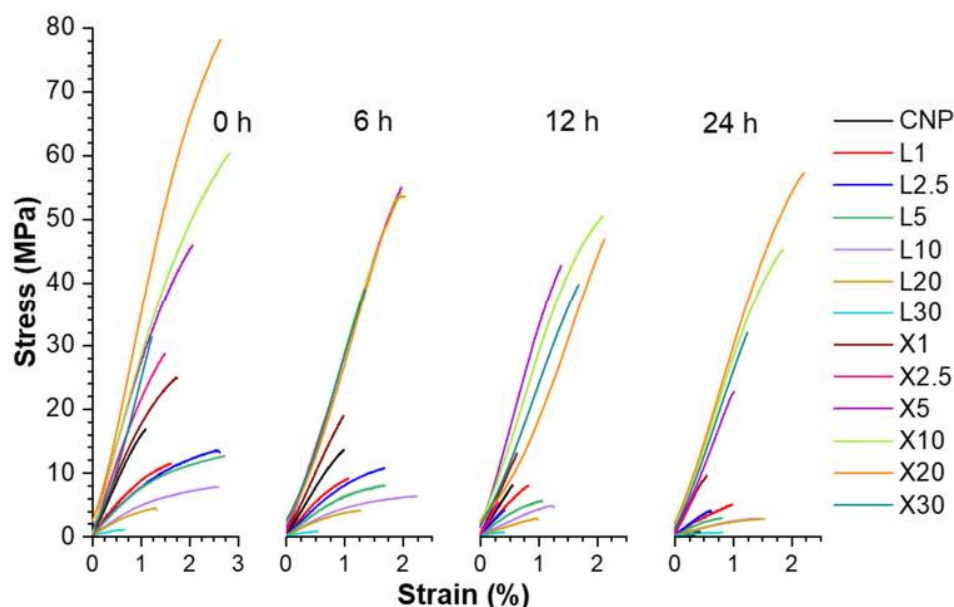 80
70
60
50
40
30
20
10
0
Stress (MPa)
0 h
6 h
12 h
24 h
0 1 2 3
0 1 2
0 1 2
0 1 2
Strain (%)
CNP
L1
L2.5
L5
L10
L20
L30
X1
X2.5
X5
X10
X20
X30